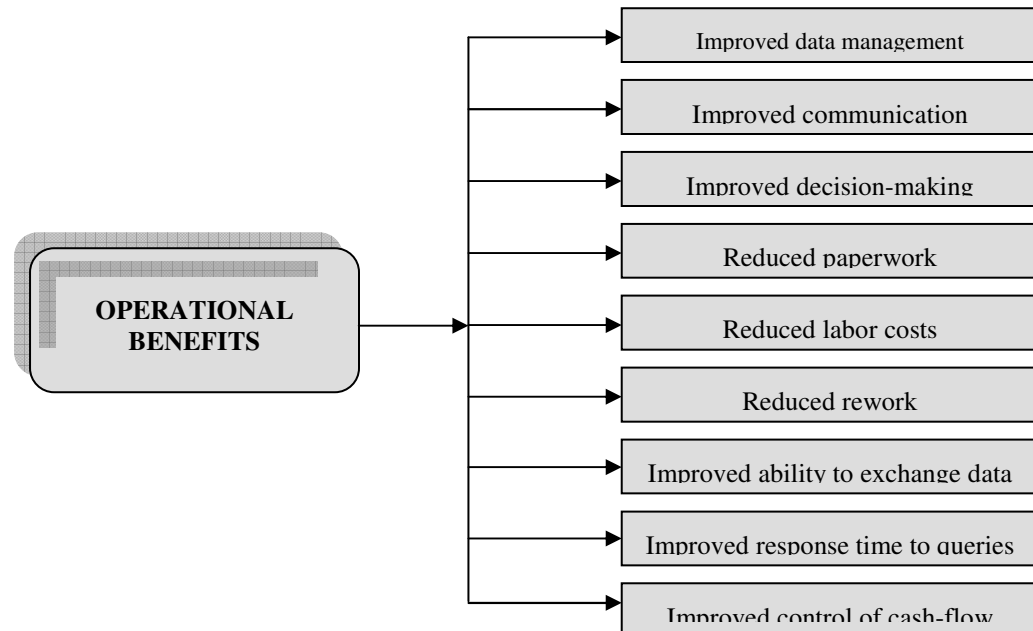 Improved data management
Improved communication
Improved decision-making
Reduced paperwork
OPERATIONAL
BENEFITS
Reduced labor costs
Reduced rework
Improved ability to exchange data
Improved response time to queries
Improved control of cash-flow